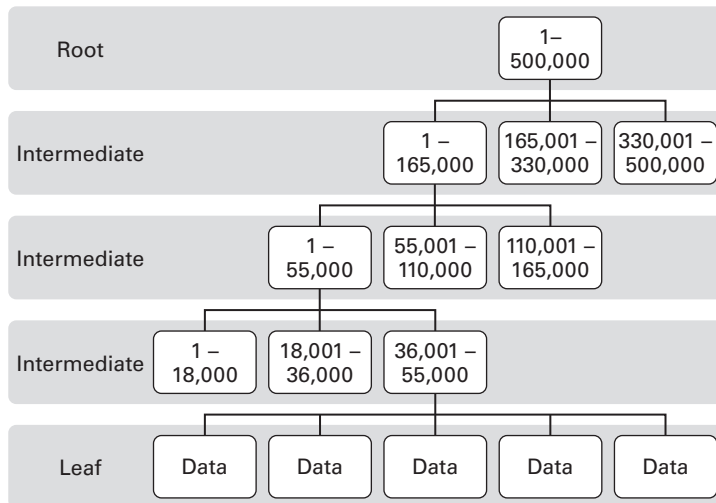 Root
1–
500,000
Intermediate
1 –
165,000
165,001 –
330,000
330,001 –
500,000
Intermediate
1 –
55,000
55,001 –
110,000
110,001 –
165,000
Intermediate
1 –
18,000
18,001 –
36,000
36,001 –
55,000
Leaf
Data
Data
Data
Data
Data